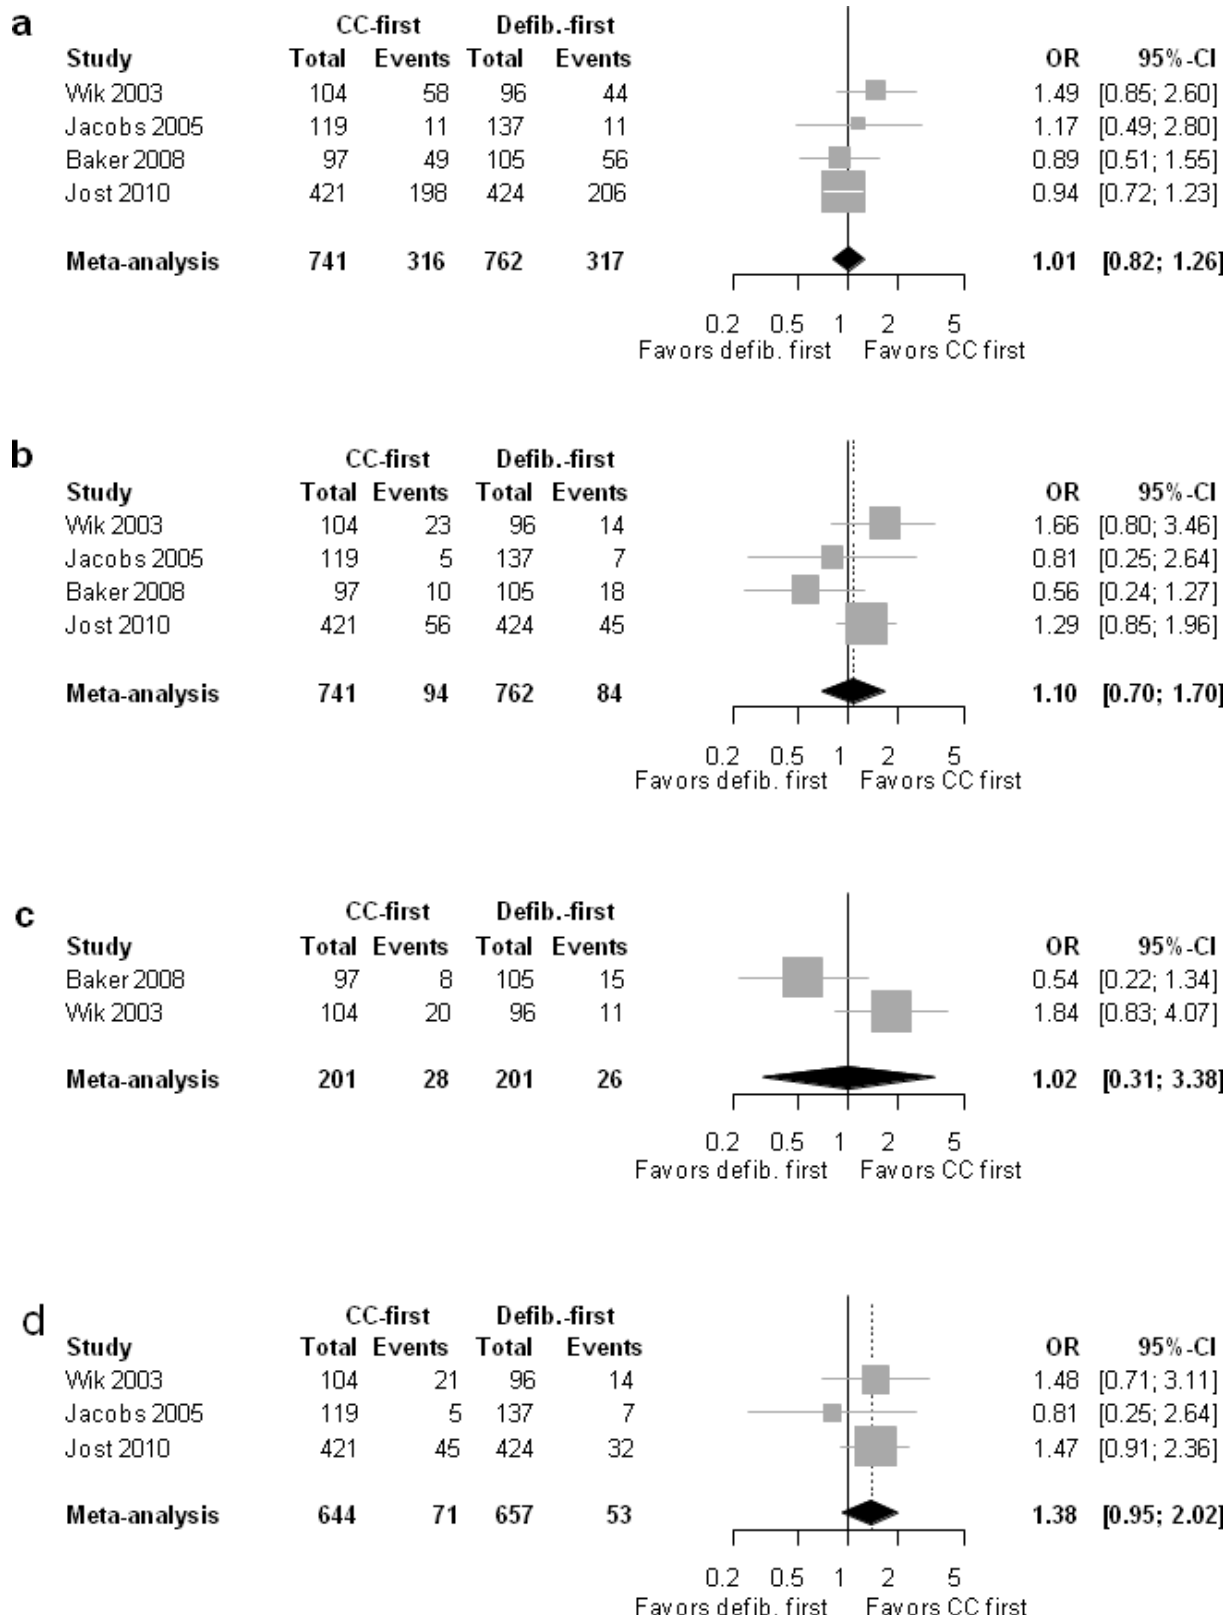 a
CC-first Defib.-first
Study Total Events Total Events OR 95%-CI
Wik 2003 104 58 96 44 1.49 [0.85; 2.60]
Jacobs 2005 119 11 137 11 1.17 [0.49; 2.80]
Baker 2008 97 49 105 56 0.89 [0.51; 1.55]
Jost 2010 421 198 424 206 0.94 [0.72; 1.23]
Meta-analysis 741 316 762 317 1.01 [0.82; 1.26]
0.2 0.5 1 2 5
Favors defib. first Favors CC first
b
CC-first Defib.-first
Study Total Events Total Events OR 95%-CI
Wik 2003 104 23 96 14 1.66 [0.80; 3.46]
Jacobs 2005 119 5 137 7 0.81 [0.25; 2.64]
Baker 2008 97 10 105 18 0.56 [0.24; 1.27]
Jost 2010 421 56 424 45 1.29 [0.85; 1.96]
Meta-analysis 741 94 762 84 1.10 [0.70; 1.70]
0.2 0.5 1 2 5
Favors defib. first Favors CC first
c
CC-first Defib.-first
Study Total Events Total Events OR 95%-CI
Baker 2008 97 8 105 15 0.54 [0.22; 1.34]
Wik 2003 104 20 96 11 1.84 [0.83; 4.07]
Meta-analysis 201 28 201 26 1.02 [0.31; 3.38]
0.2 0.5 1 2 5
Favors defib. first Favors CC first
d
CC-first Defib.-first
Study Total Events Total Events OR 95%-CI
Wik 2003 104 21 96 14 1.48 [0.71; 3.11]
Jacobs 2005 119 5 137 7 0.81 [0.25; 2.64]
Jost 2010 421 45 424 32 1.47 [0.91; 2.36]
Meta-analysis 644 71 657 53 1.38 [0.95; 2.02]
0.2 0.5 1 2 5
Favors defib. first Favors CC first